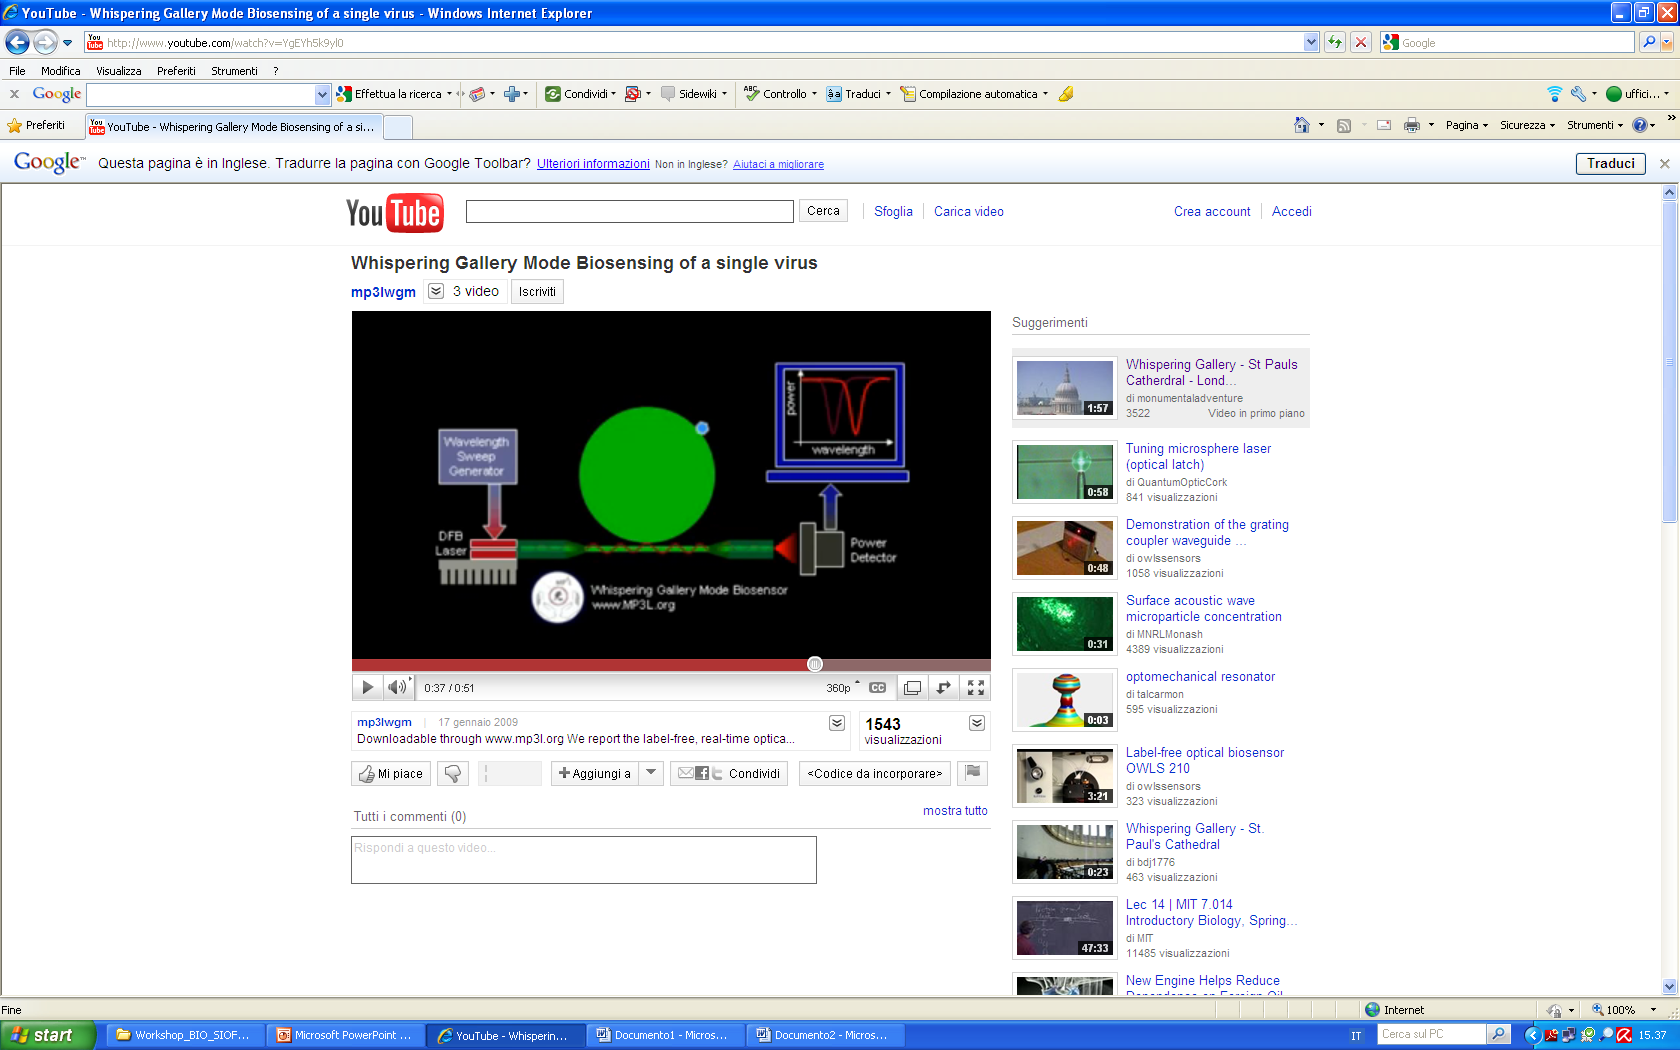 YouTube - Whispering Gallery Mode Biosensing of a single virus - Windows Internet Explorer
http://www.youtube.com/watch?v=YgEYh5k9yl0
Google
File Modifica Visualizza Preferiti Strumenti ?
x Google Effettua la ricerca Condividi Sidewiki Controllo Traduci Compilazione automatica uffici...
Preferiti YouTube - Whispering Gallery Mode Biosensing of a si... Pagina Sicurezza Strumenti
Google Questa pagina è in Inglese. Tradurre la pagina con Google Toolbar? Ulteriori informazioni Non in Inglese? Aiutaci a migliorare Traduci
YouTube Cerca Sfoglia Carica video Crea account Accedi
Whispering Gallery Mode Biosensing of a single virus
mp3lwgm 3 video Iscriviti
power
wavelength
Wavelength
Sweep
Generator
DFB
Laser
Power
Detector
Whispering Gallery Mode Biosensor
www.MP3L.org
0:37 / 0:51 360p CC
mp3lwgm 17 gennaio 2009
Downloadable through www.mp3l.org We report the label-free, real-time optica...
1543
visualizzazioni
Mi piace Aggiungi a Condividi <Codice da incorporare>
Tutti i commenti (0) mostra tutto
Rispondi a questo video...
Suggerimenti
1:57
Whispering Gallery - St Pauls
Catherdral - Lond...
di monumentaladventure
3522 Video in primo piano
0:58
Tuning microsphere laser
(optical latch)
di QuantumOpticCork
841 visualizzazioni
0:48
Demonstration of the grating
coupler waveguide ...
di owlssensors
1058 visualizzazioni
0:31
Surface acoustic wave
microparticle concentration
di MNRLMonash
4389 visualizzazioni
0:03
optomechanical resonator
di talcarmon
595 visualizzazioni
3:21
Label-free optical biosensor
OWLS 210
di owlssensors
323 visualizzazioni
0:23
Whispering Gallery - St.
Paul's Cathedral
di bdj1776
463 visualizzazioni
47:33
Lec 14 | MIT 7.014
Introductory Biology, Spring...
di MIT
11485 visualizzazioni
New Engine Helps Reduce
Dependence on Foreign Oil
Fine Internet 100%
start Workshop_BIO_SIOF... Microsoft PowerPoint ... YouTube - Whisperin... Documento1 - Micros... Documento2 - Micros... IT Cerca sul PC 15.37